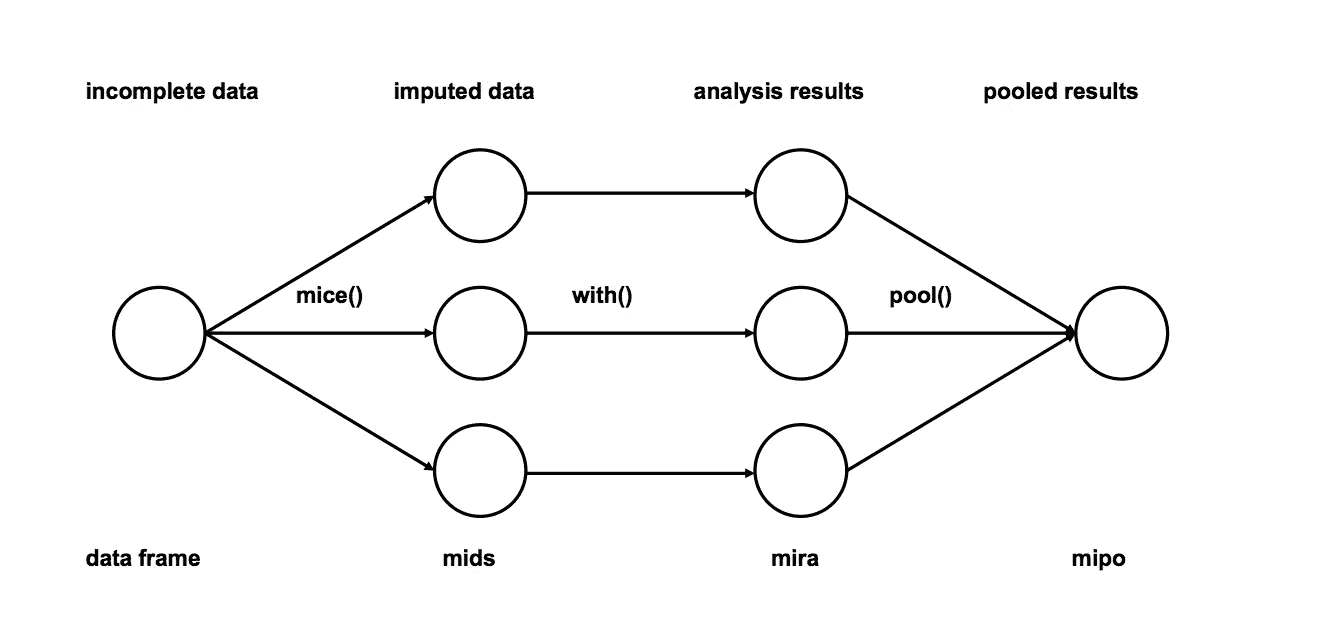 incomplete data
imputed data
analysis results
pooled results
mice()
with()
pool()
data frame
mids
mira
mipo